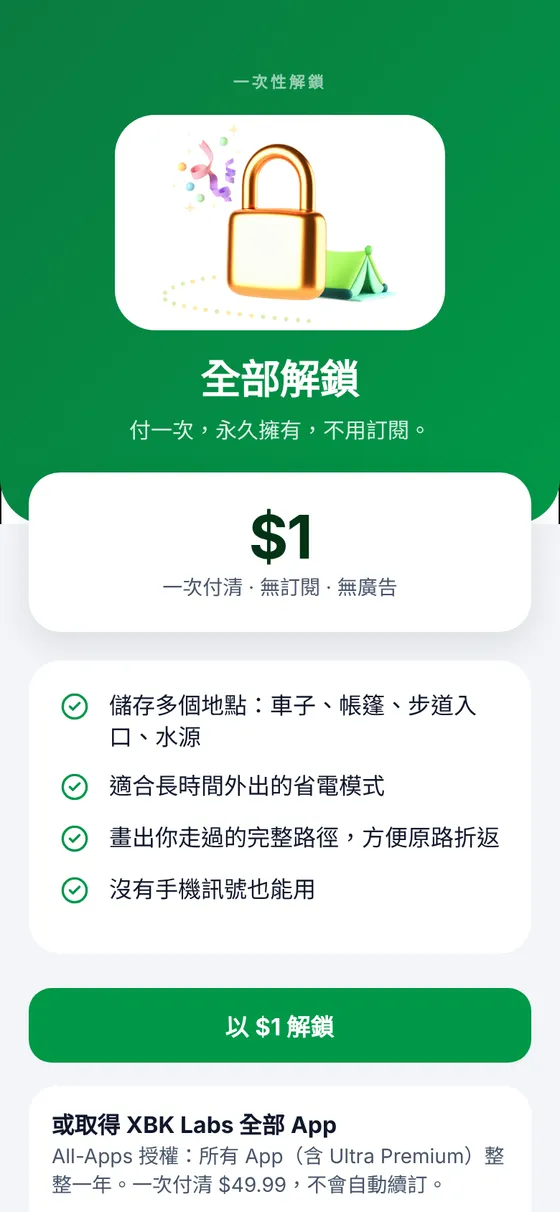 一次性解鎖
全部解鎖
付一次，永久擁有，不用訂閱。
$1
一次付清 · 無訂閱 · 無廣告
儲存多個地點：車子、帳篷、步道入
口、水源
適合長時間外出的省電模式
畫出你走過的完整路徑，方便原路折返
沒有手機訊號也能用
以 $1 解鎖
或取得 XBK Labs 全部 App
All-Apps 授權：所有 App（含 Ultra Premium）整
整一年。一次付清 $49.99，不會自動續訂。